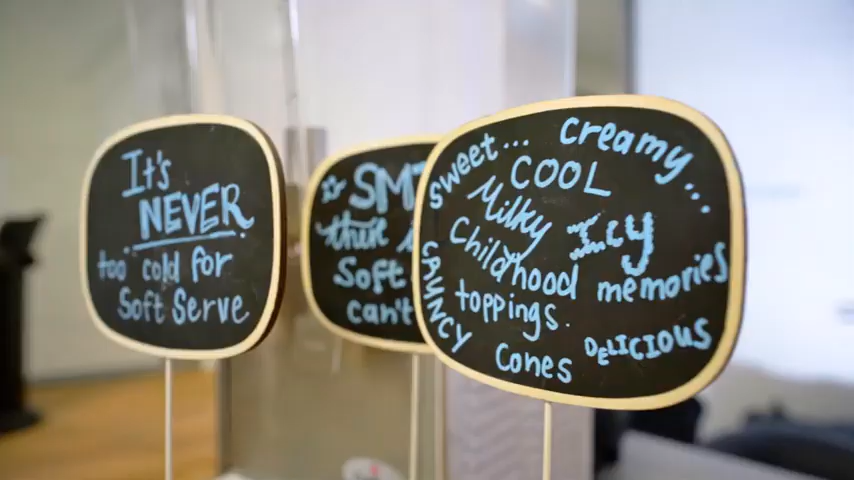 It's
NEVER
too cold for
Soft Serve
Soft
can't
sweet... creamy...
COOL
Milky Icy
Childhood memories
CAUNCY toppings.
DELICIOUS
Cones